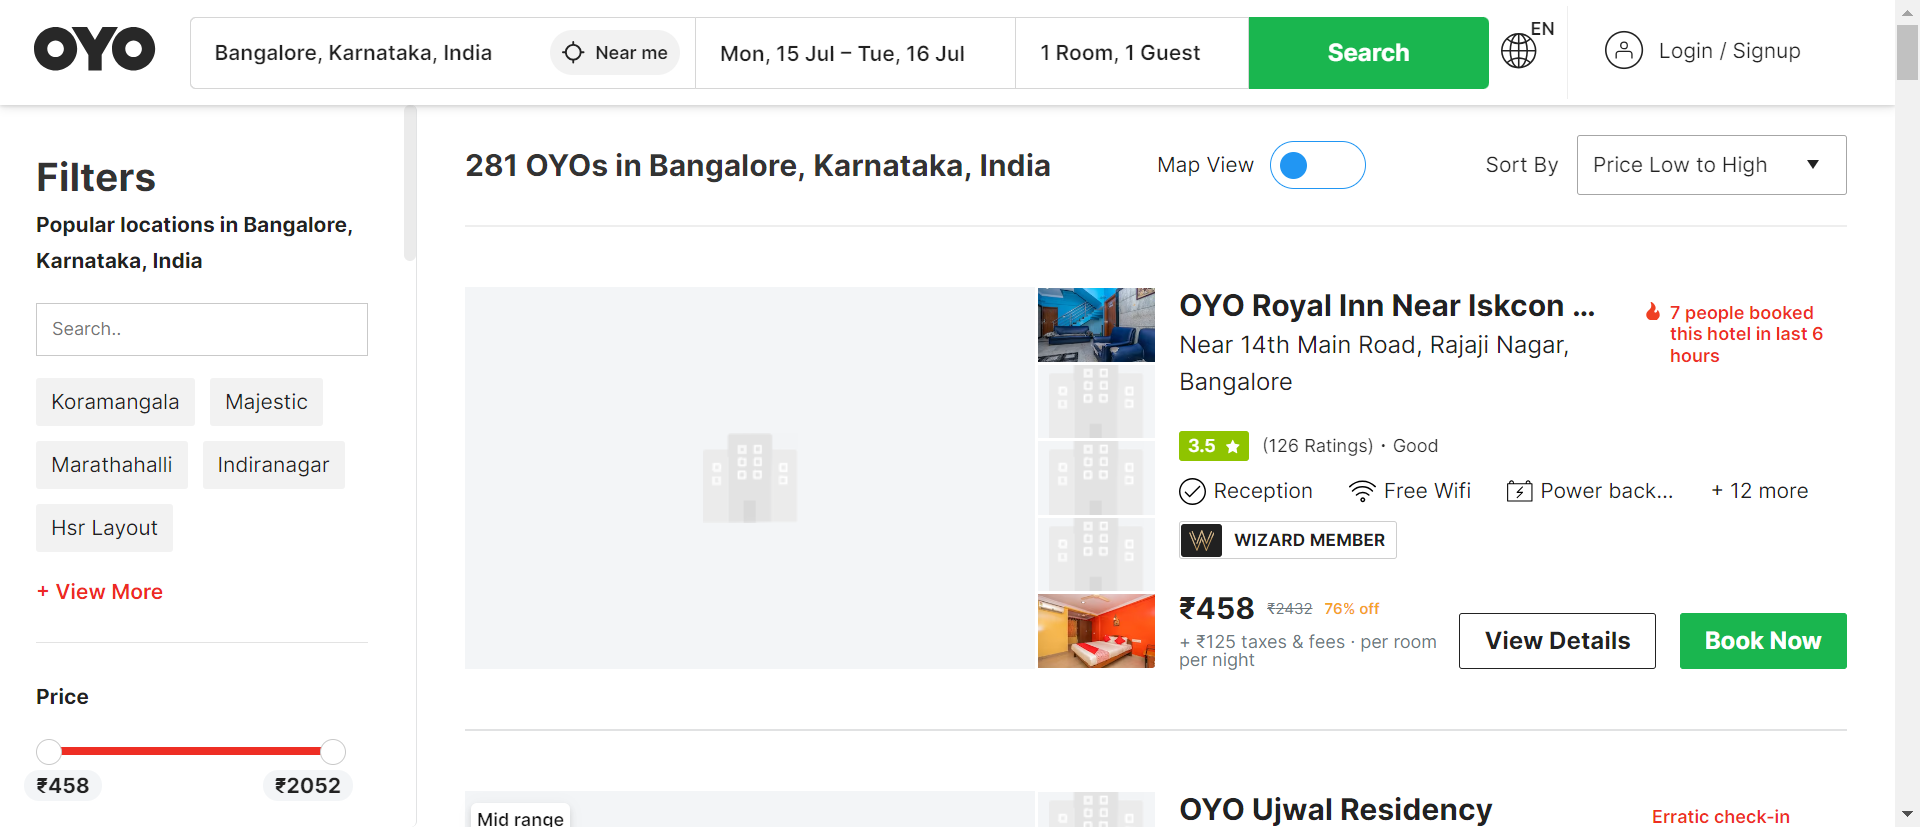 OYO
Bangalore, Karnataka, India
Near me
Mon, 15 Jul – Tue, 16 Jul
1 Room, 1 Guest
Search
EN
Login / Signup
Filters
Popular locations in Bangalore,
Karnataka, India
Search..
Koramangala
Majestic
Marathahalli
Indiranagar
Hsr Layout
+ View More
Price
₹458
₹2052
281 OYOs in Bangalore, Karnataka, India
Map View
Sort By
Price Low to High
OYO Royal Inn Near Iskcon ...
7 people booked
this hotel in last 6
hours
Near 14th Main Road, Rajaji Nagar,
Bangalore
3.5
(126 Ratings) · Good
Reception
Free Wifi
Power back...
+ 12 more
W
WIZARD MEMBER
₹458 ₹2432 76% off
+ ₹125 taxes & fees · per room
per night
View Details
Book Now
Mid range
OYO Ujwal Residency
Erratic check-in